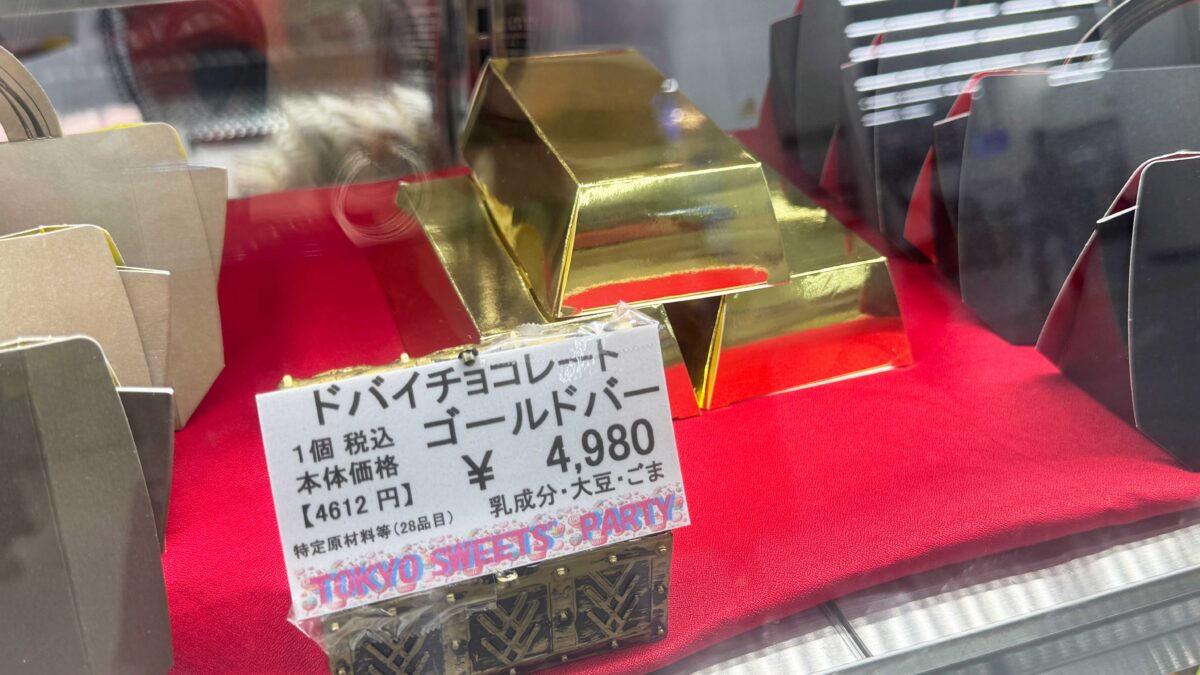 ドバイチョコレート
ゴールドバー
1個 税込
本体価格
【4612 円】
¥ 4,980
特定原材料等(28品目)
乳成分・大豆・ごま
TOKYO SWEETS' PARTY